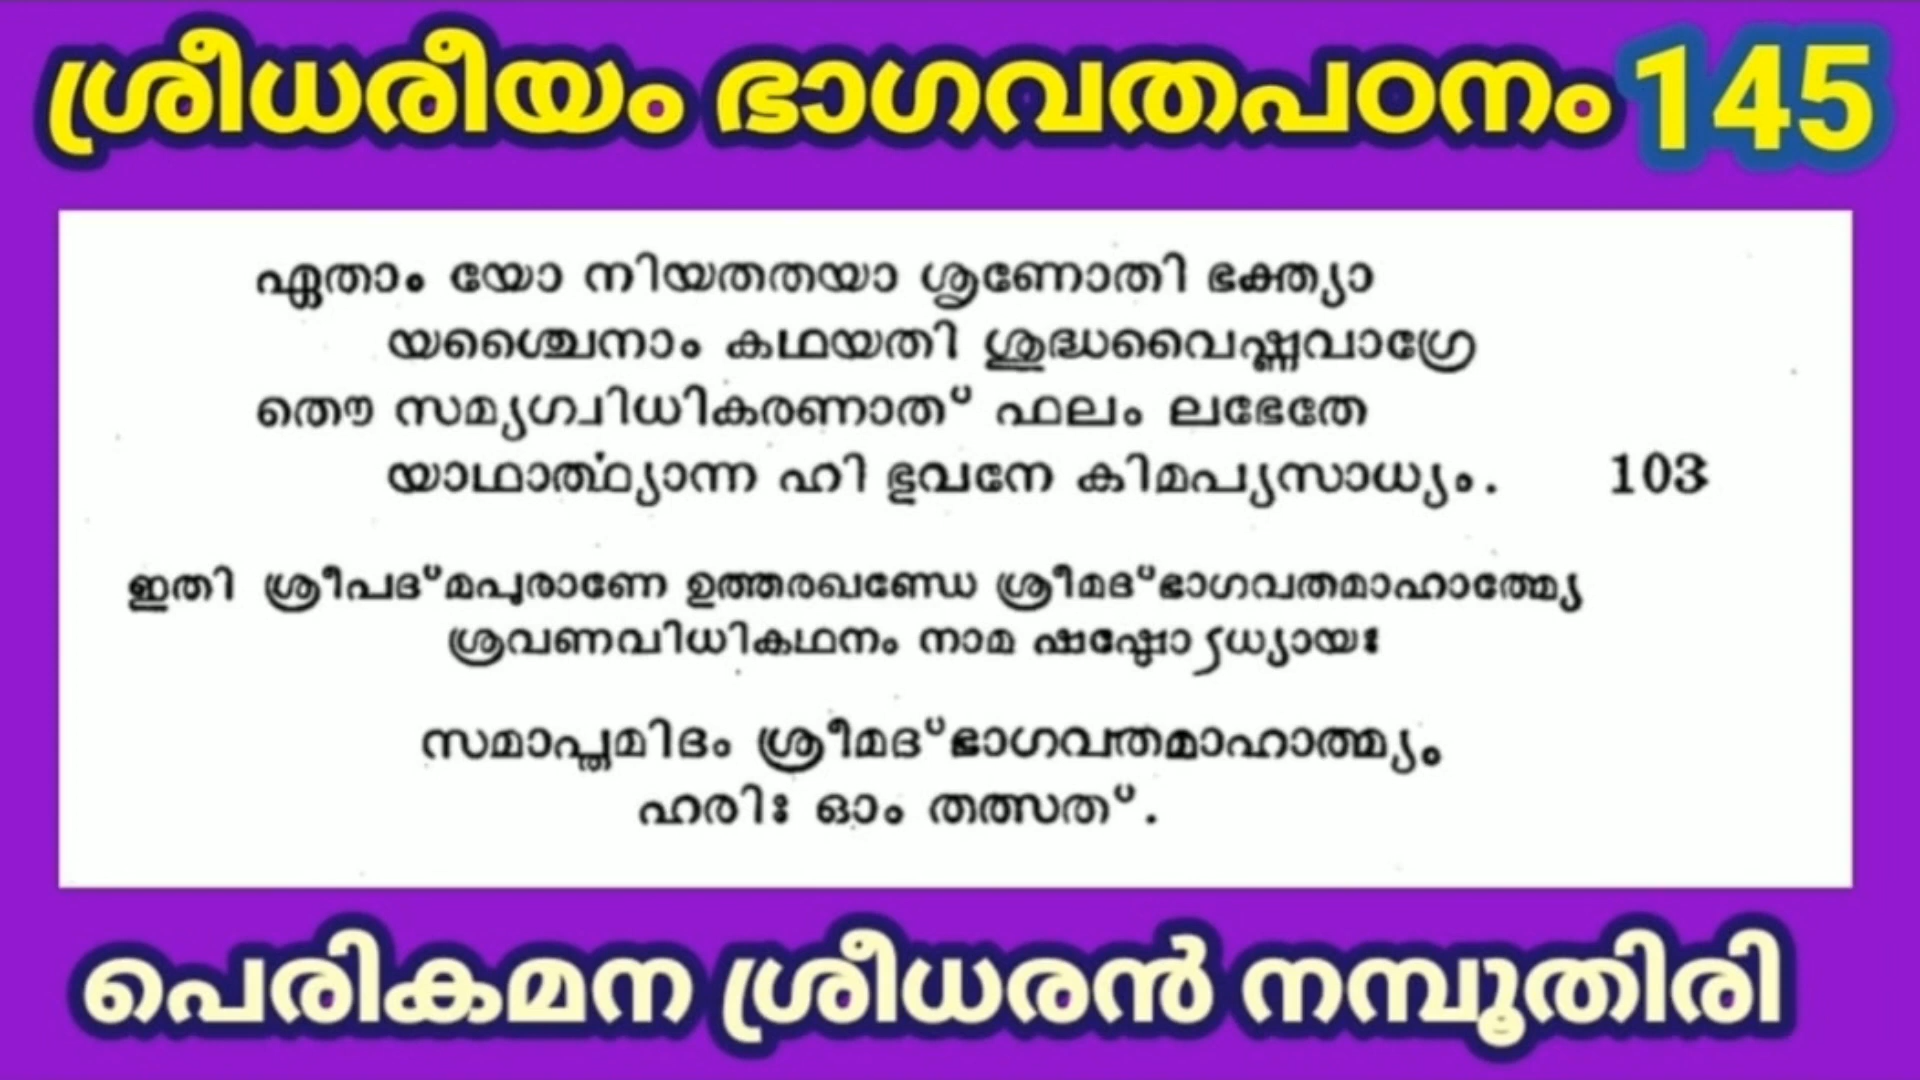 ശ്രീധരീയം ഭാഗവതപഠനം 145
ഏതാം യോ നിയതതയാ ശൃണോതി ഭക്ത്യാ
യശ്ചൈനാം കഥയതി ശുദ്ധവൈഷ്ണവാഗ്രേ
തൌ സമ്യഗ്വിധികരണാത് ഫലം ലഭേതേ
യാഥാർത്ഥ്യാന്ന ഹി ഭുവനേ കിമപ്യസാധ്യം. 103
ഇതി ശ്രീപദ്മപുരാണേ ഉത്തരഖണ്ഡേ ശ്രീമദ്ഭാഗവതമാഹാത്മ്യേ
ശ്രവണവിധികഥനം നാമ ഷഷ്ഠോഽധ്യായഃ
സമാപ്തമിദം ശ്രീമദ്ഭാഗവതമാഹാത്മ്യം
ഹരിഃ ഓം തത്സത്.
പെരികമന ശ്രീധരൻ നമ്പൂതിരി